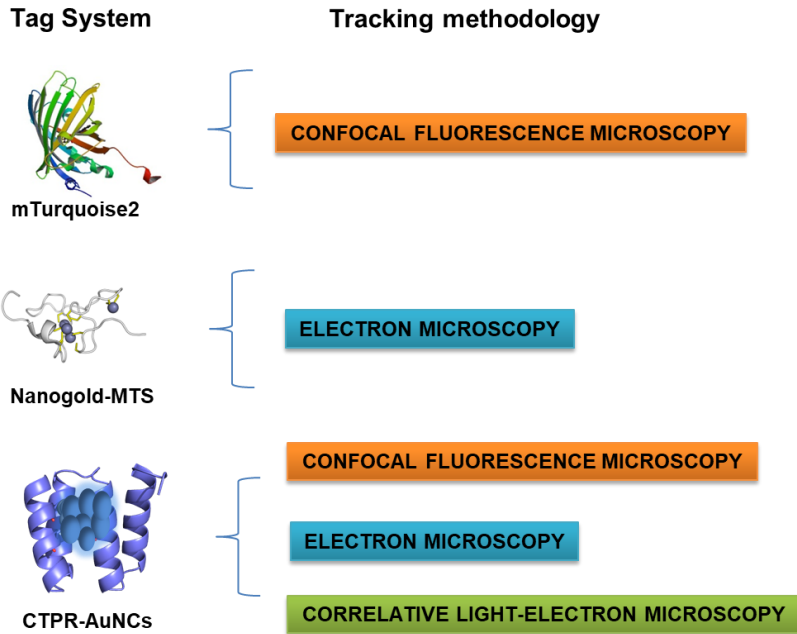 Tag System
Tracking methodology
CONFOCAL FLUORESCENCE MICROSCOPY
mTurquoise2
ELECTRON MICROSCOPY
Nanogold-MTS
CONFOCAL FLUORESCENCE MICROSCOPY
ELECTRON MICROSCOPY
CORRELATIVE LIGHT-ELECTRON MICROSCOPY
CTPR-AuNCs